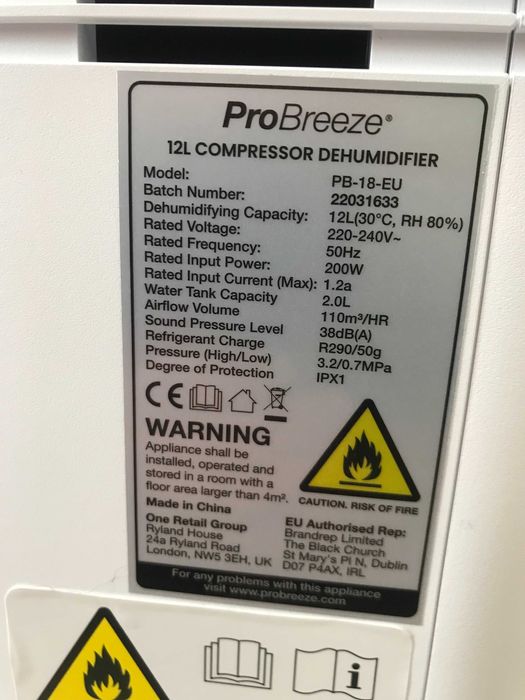 ProBreeze®
12L COMPRESSOR DEHUMIDIFIER
Model: PB-18-EU
Batch Number: 22031633
Dehumidifying Capacity: 12L(30°C, RH 80%)
Rated Voltage: 220-240V~
Rated Frequency: 50Hz
Rated Input Power: 200W
Rated Input Current (Max): 1.2a
Water Tank Capacity 2.0L
Airflow Volume 110m³/HR
Sound Pressure Level 38dB(A)
Refrigerant Charge R290/50g
Pressure (High/Low) 3.2/0.7MPa
Degree of Protection IPX1
CE
WARNING
Appliance shall be
installed, operated and
stored in a room with a
floor area larger than 4m².
CAUTION. RISK OF FIRE
Made in China
One Retail Group
Ryland House
24a Ryland Road
London, NW5 3EH, UK
EU Authorised Rep:
Brandrep Limited
The Black Church
St Mary's Pl N, Dublin
D07 P4AX, IRL
For any problems with this appliance
visit www.probreeze.com
i